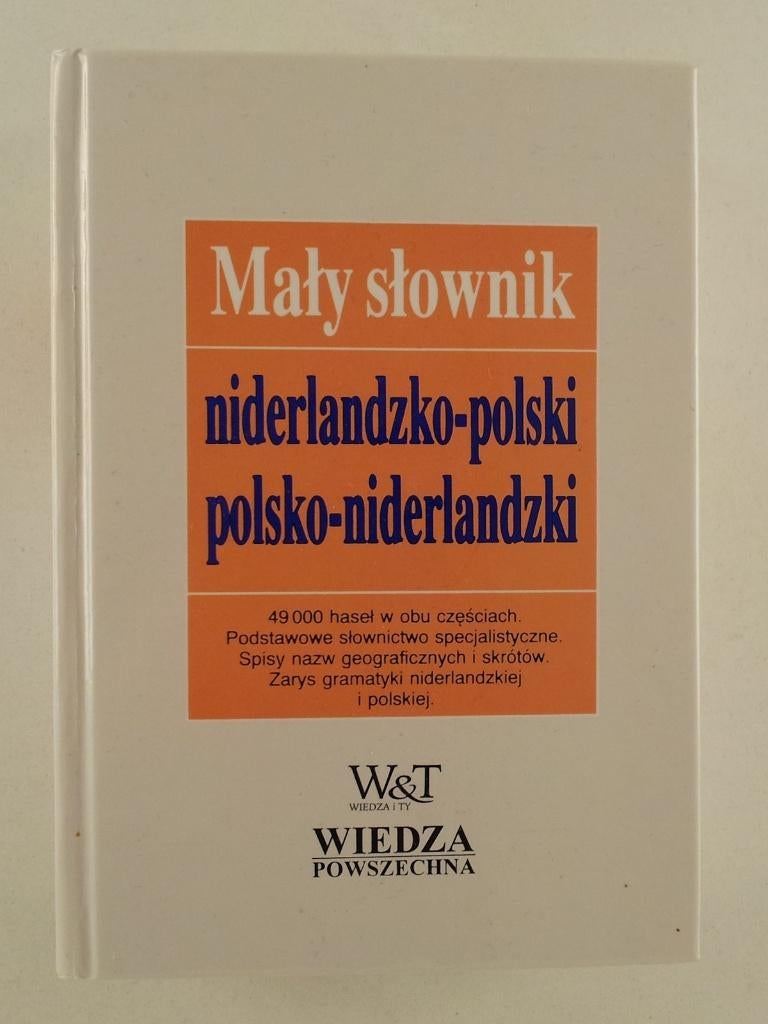 Mały słownik
niderlandzko-polski
polsko-niderlandzki
49 000 haseł w obu częściach.
Podstawowe słownictwo specjalistyczne.
Spisy nazw geograficznych i skrótów.
Zarys gramatyki niderlandzkiej
i polskiej.
W&T
WIEDZA i TY
WIEDZA
POWSZECHNA